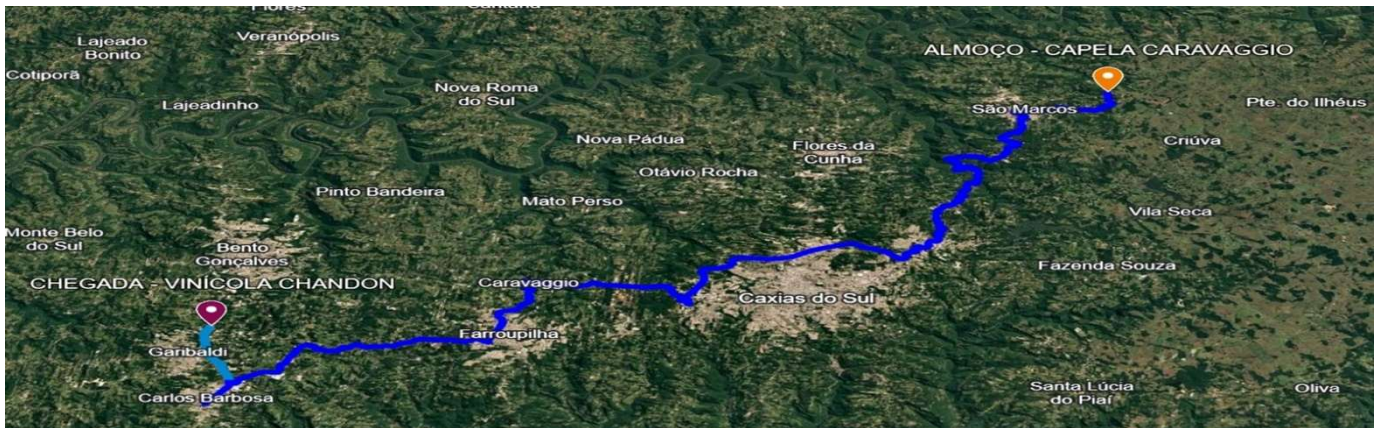 Flores
Santana
Lajeado
Bonito
Veranópolis
Cotiporã
Lajeadinho
Nova Roma
do Sul
ALMOÇO - CAPELA CARAVAGGIO
São Marcos
Pte. do Ilhéus
Nova Pádua
Flores da
Cunha
Criúva
Otávio Rocha
Pinto Bandeira
Mato Perso
Vila Seca
Monte Belo
do Sul
Bento
Gonçalves
Fazenda Souza
CHEGADA - VINÍCOLA CHANDON
Caravaggio
Caxias do Sul
Farroupilha
Garibaldi
Carlos Barbosa
Santa Lúcia
do Piaí
Oliva